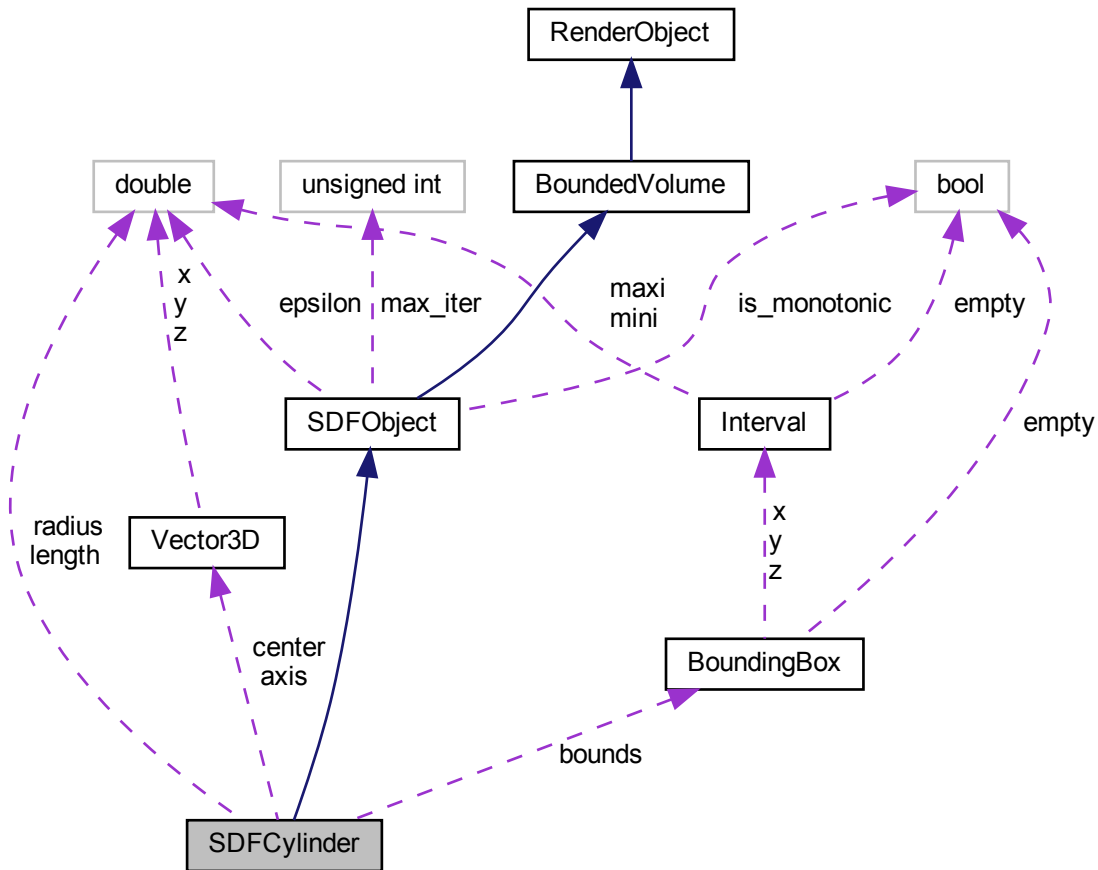 RenderObject
double
unsigned int
BoundedVolume
bool
x
y
z
epsilon
max_iter
maxi
mini
is_monotonic
empty
SDFObject
Interval
empty
radius
length
Vector3D
x
y
z
center
axis
BoundingBox
bounds
SDFCylinder